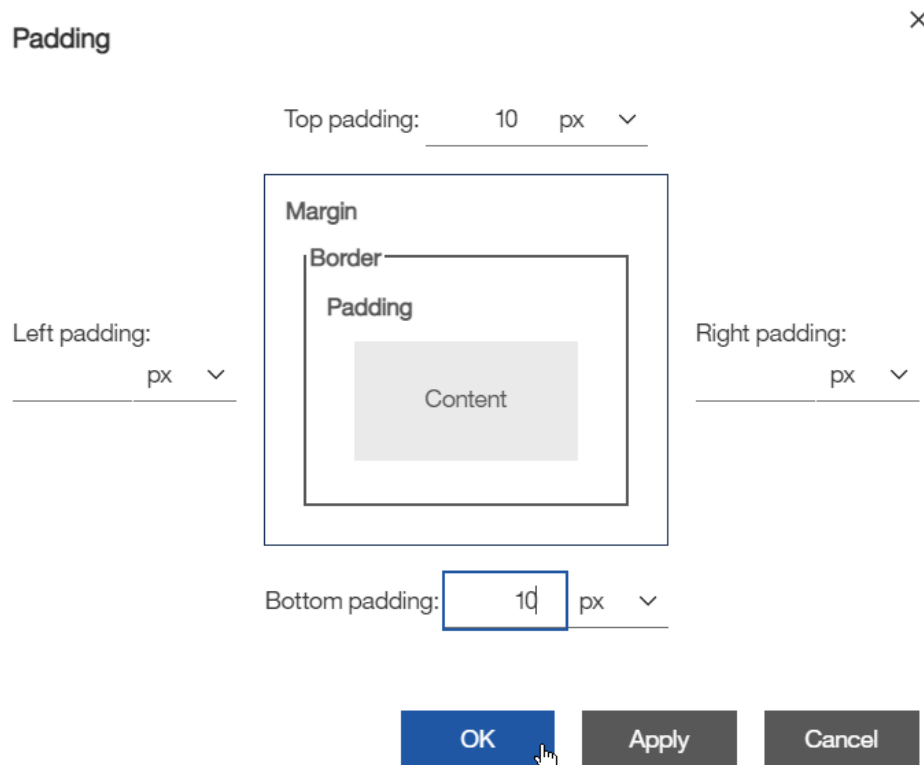 Padding
Top padding: 10 px
Margin
Border
Padding
Left padding:
px
Content
Right padding:
px
Bottom padding: 10 px
OK Apply Cancel